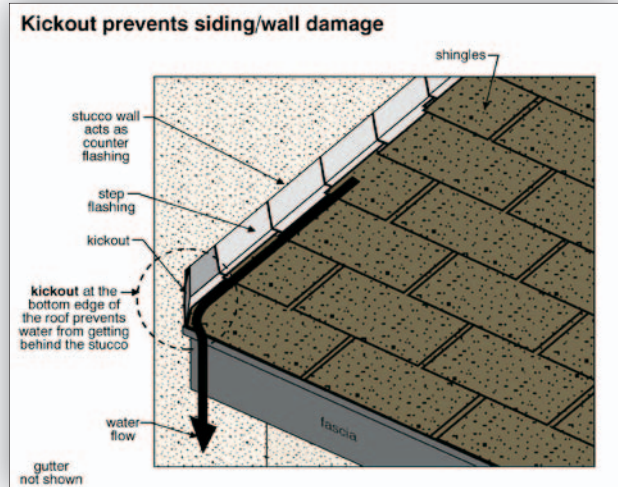 Kickout prevents siding/wall damage
shingles
stucco wall
acts as
counter
flashing
step
flashing
kickout
kickout at the
bottom edge of
the roof prevents
water from getting
behind the stucco
water
flow
fascia
gutter
not shown